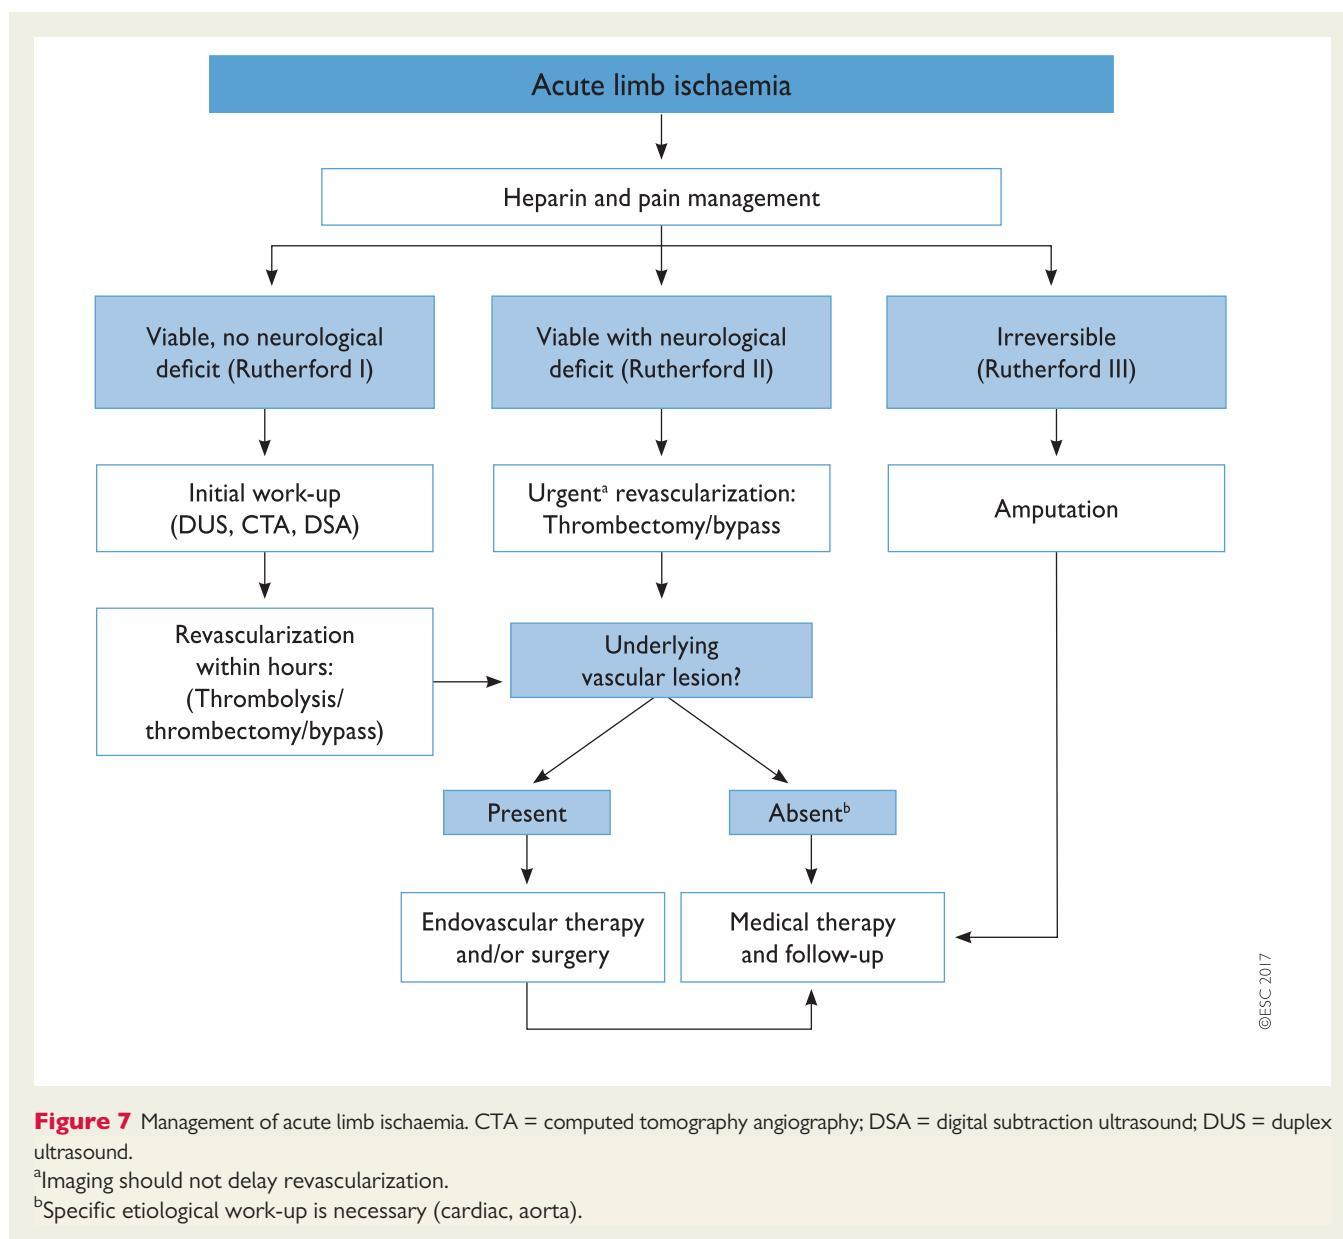 Acute limb ischaemia
Heparin and pain management
Viable, no neurological
deficit (Rutherford I)
Viable with neurological
deficit (Rutherford II)
Irreversible
(Rutherford III)
Initial work-up
(DUS, CTA, DSA)
Urgentᵃ revascularization:
Thrombectomy/bypass
Amputation
Revascularization
within hours:
(Thrombolysis/
thrombectomy/bypass)
Underlying
vascular lesion?
Present
Absentᵇ
Endovascular therapy
and/or surgery
Medical therapy
and follow-up
©ESC 2017
Figure 7 Management of acute limb ischaemia. CTA = computed tomography angiography; DSA = digital subtraction ultrasound; DUS = duplex
ultrasound.
ᵃImaging should not delay revascularization.
ᵇSpecific etiological work-up is necessary (cardiac, aorta).